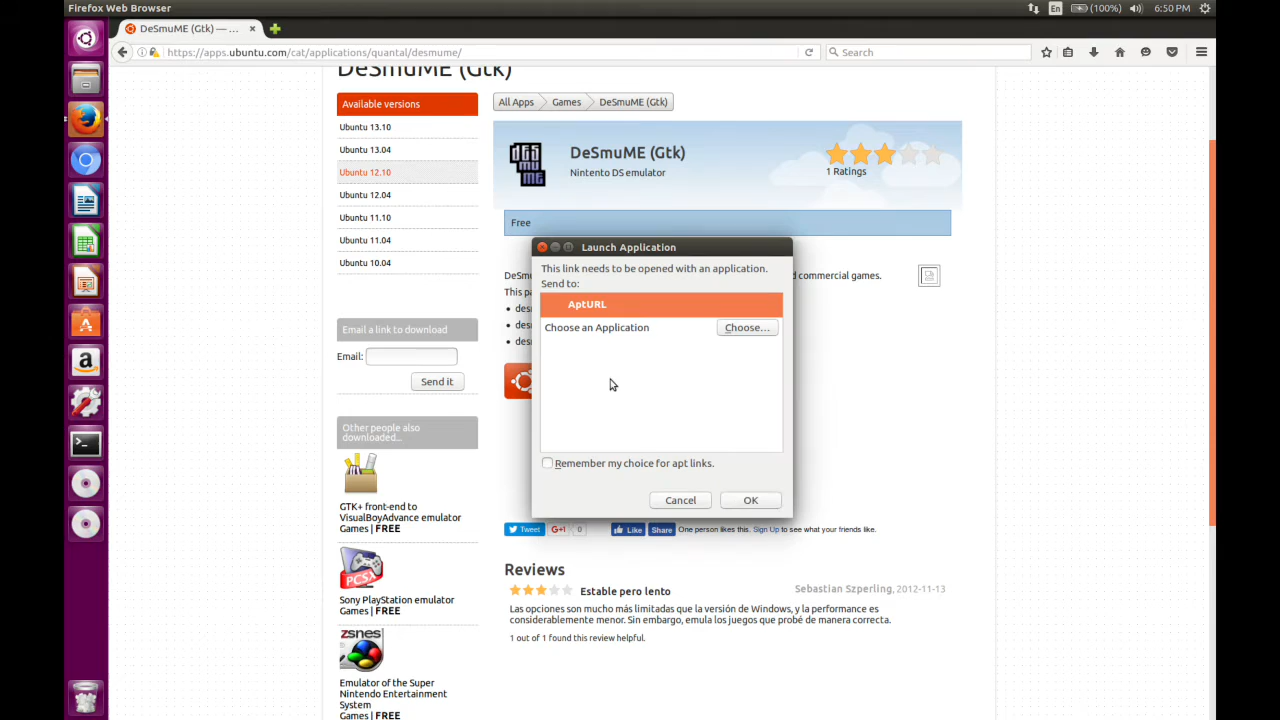 Firefox Web Browser
En
(100%)
6:50 PM
DeSmuME (Gtk) — ...
https://apps.ubuntu.com/cat/applications/quantal/desmume/
Search
DeSmuME (Gtk)
Available versions
Ubuntu 13.10
Ubuntu 13.04
Ubuntu 12.10
Ubuntu 12.04
Ubuntu 11.10
Ubuntu 11.04
Ubuntu 10.04
Email a link to download
Email:
Send it
Other people also
downloaded...
GTK+ front-end to
VisualBoyAdvance emulator
Games | FREE
PCSX
Sony PlayStation emulator
Games | FREE
ZSNES
Emulator of the Super
Nintendo Entertainment
System
Games | FREE
All Apps
Games
DeSmuME (Gtk)
DeSmuME (Gtk)
Nintento DS emulator
1 Ratings
Free
DeSm
d commercial games.
This pa
des
des
des
Launch Application
This link needs to be opened with an application.
Send to:
AptURL
Choose an Application
Choose...
Remember my choice for apt links.
Cancel
OK
Tweet
G+1
0
Like
Share
One person likes this. Sign Up to see what your friends like.
Reviews
Estable pero lento
Sebastian Szperling, 2012-11-13
Las opciones son mucho más limitadas que la versión de Windows, y la performance es
considerablemente menor. Sin embargo, emula los juegos que probé de manera correcta.
1 out of 1 found this review helpful.